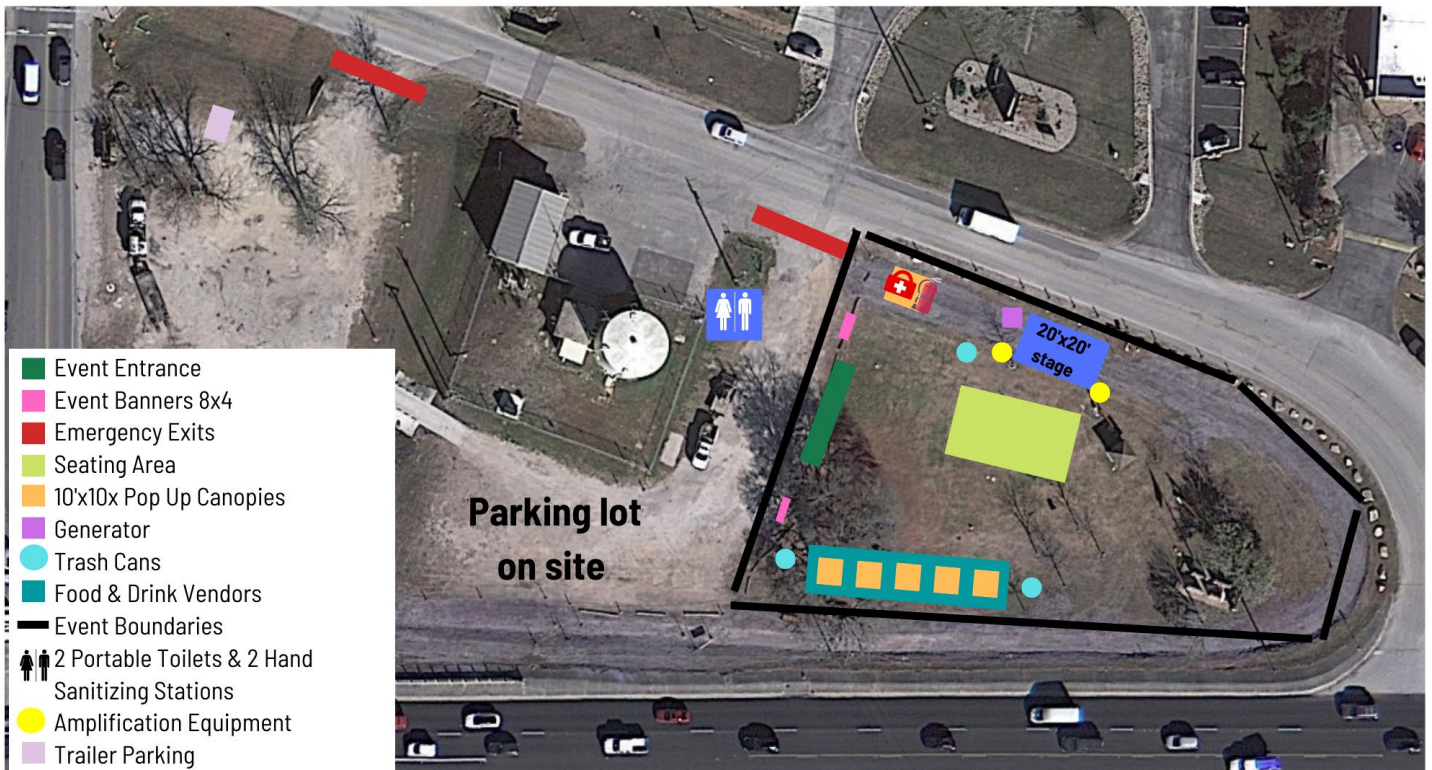 20'x20'
stage
Parking lot
on site
Event Entrance
Event Banners 8x4
Emergency Exits
Seating Area
10'x10x Pop Up Canopies
Generator
Trash Cans
Food & Drink Vendors
Event Boundaries
2 Portable Toilets & 2 Hand
Sanitizing Stations
Amplification Equipment
Trailer Parking